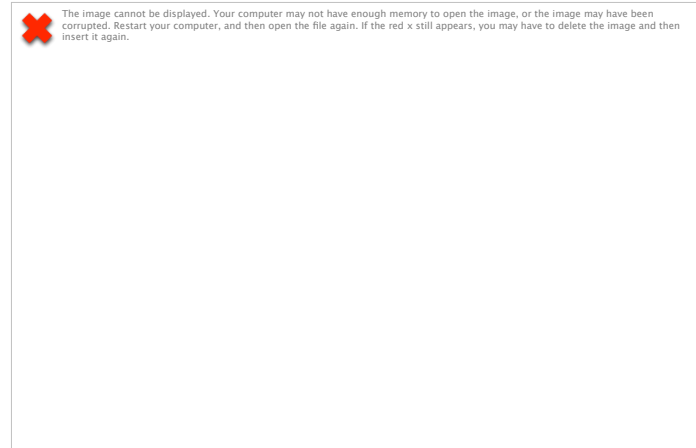 The image cannot be displayed. Your computer may not have enough memory to open the image, or the image may have been
corrupted. Restart your computer, and then open the file again. If the red x still appears, you may have to delete the image and then
insert it again.